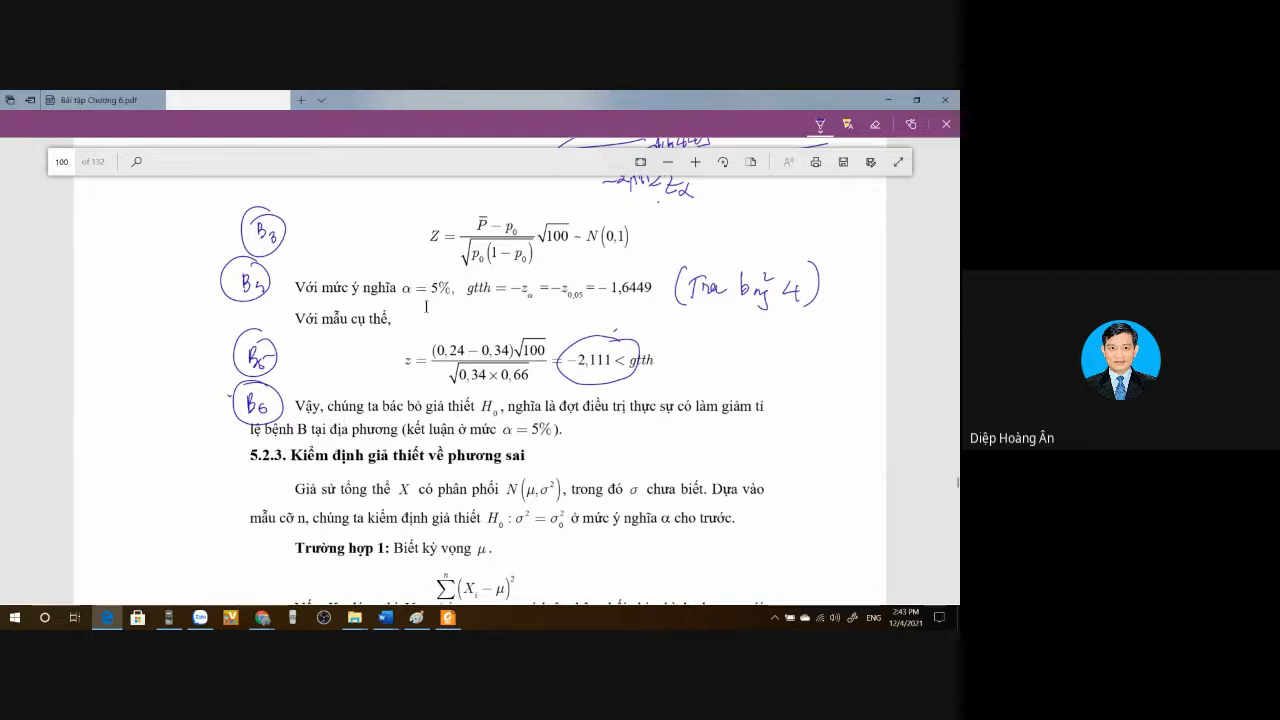 Bài tập Chương 6.pdf
100 of 132
B3
Z = (P̄ − p₀) / √(p₀(1 − p₀)) √100 ~ N(0,1)
B4 Với mức ý nghĩa α = 5%, gtth = −z_α = −z₀,₀₅ = − 1,6449 (Tra bảng 4)
Với mẫu cụ thể,
B5 z = (0,24 − 0,34)√100 / √(0,34 × 0,66) = −2,111 < gtth
B6 Vậy, chúng ta bác bỏ giả thiết H₀, nghĩa là đợt điều trị thực sự có làm giảm tỉ
lệ bệnh B tại địa phương (kết luận ở mức α = 5%).
5.2.3. Kiểm định giả thiết về phương sai
Giả sử tổng thể X có phân phối N(μ,σ²), trong đó σ chưa biết. Dựa vào
mẫu cỡ n, chúng ta kiểm định giả thiết H₀ : σ² = σ₀² ở mức ý nghĩa α cho trước.
Trường hợp 1: Biết kỳ vọng μ.
∑ⁿ(Xᵢ − μ)²
Diệp Hoàng Ân
Zalo
ENG
2:43 PM
12/4/2021